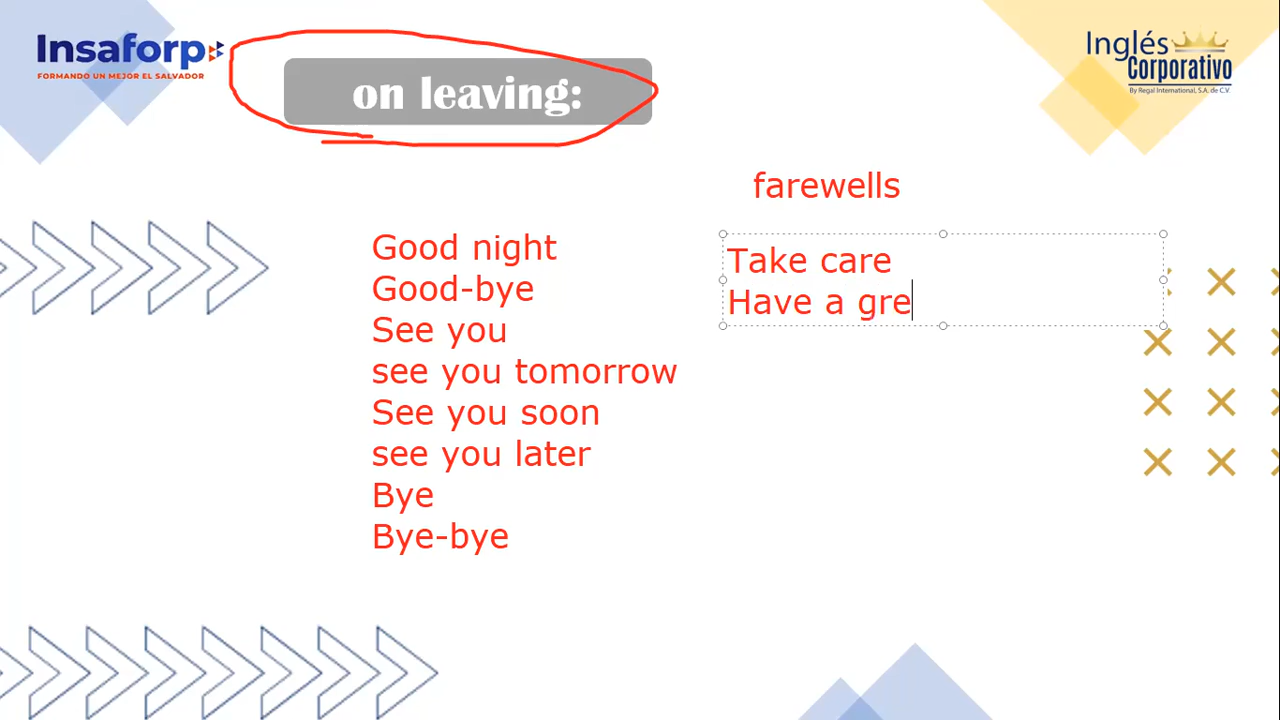 Insaforp
FORMANDO UN MEJOR EL SALVADOR
on leaving:
Inglés
Corporativo
By Regal International, S.A. de C.V.
farewells
Good night
Good-bye
See you
see you tomorrow
See you soon
see you later
Bye
Bye-bye
Take care
Have a gre